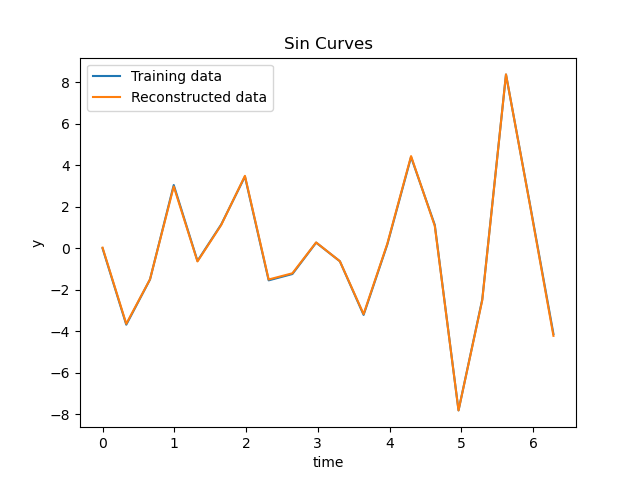 Sin Curves
Training data
Reconstructed data
8
6
4
2
0
−2
−4
−6
−8
y
0 1 2 3 4 5 6
time